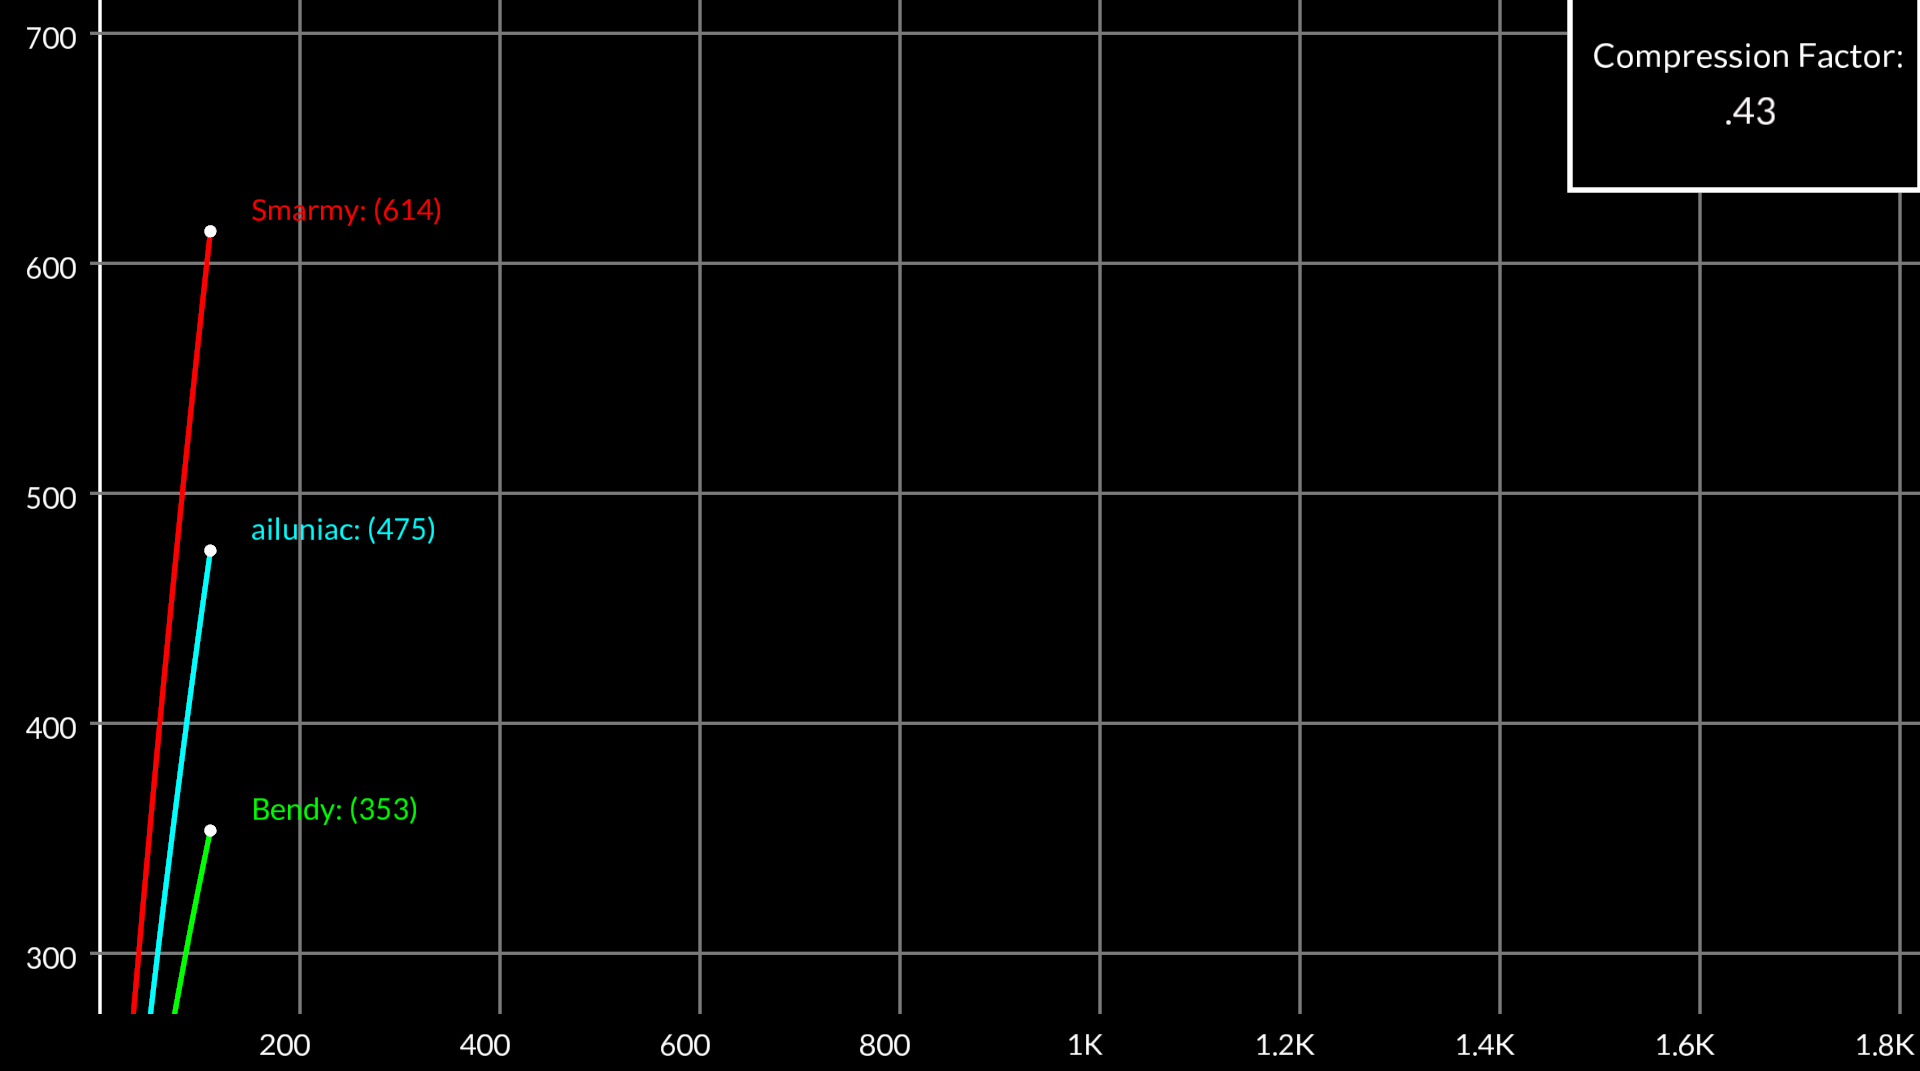 700
Compression Factor:
.43
Smarmy: (614)
600
500
ailuniac: (475)
400
Bendy: (353)
300
200 400 600 800 1K 1.2K 1.4K 1.6K 1.8K